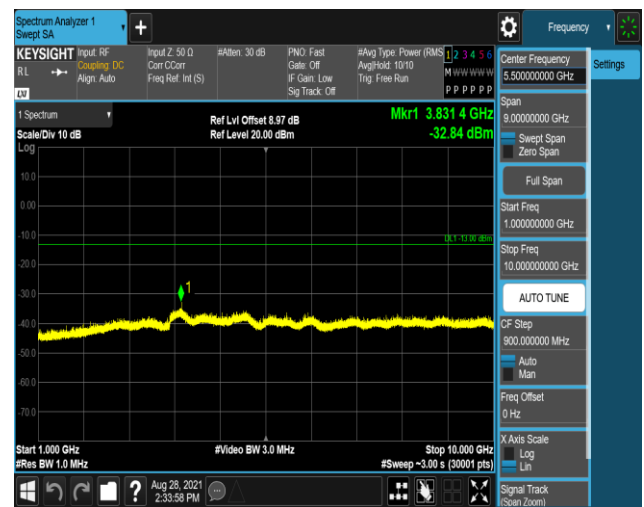 Spectrum Analyzer 1
Swept SA
Frequency
Settings
KEYSIGHT
RL
LXI
Input: RF
Coupling: DC
Align: Auto
Input Z: 50 Ω
Corr CCorr
Freq Ref: Int (S)
#Atten: 30 dB
PNO: Fast
Gate: Off
IF Gain: Low
Sig Track: Off
#Avg Type: Power (RMS
Avg|Hold: 10/10
Trig: Free Run
1 2 3 4 5 6
M W W W W W
P P P P P P
1 Spectrum
Scale/Div 10 dB
Log
Ref Lvl Offset 8.97 dB
Ref Level 20.00 dBm
Mkr1 3.831 4 GHz
-32.84 dBm
10.0
0.00
-10.0
-20.0
-30.0
-40.0
-50.0
-60.0
-70.0
DL1 -13.00 dBm
1
Start 1.000 GHz
#Res BW 1.0 MHz
#Video BW 3.0 MHz
Stop 10.000 GHz
#Sweep ~3.00 s (30001 pts)
Center Frequency
5.500000000 GHz
Span
9.00000000 GHz
Swept Span
Zero Span
Full Span
Start Freq
1.000000000 GHz
Stop Freq
10.000000000 GHz
AUTO TUNE
CF Step
900.000000 MHz
Auto
Man
Freq Offset
0 Hz
X Axis Scale
Log
Lin
Signal Track
(Span Zoom)
?
Aug 28, 2021
2:33:58 PM